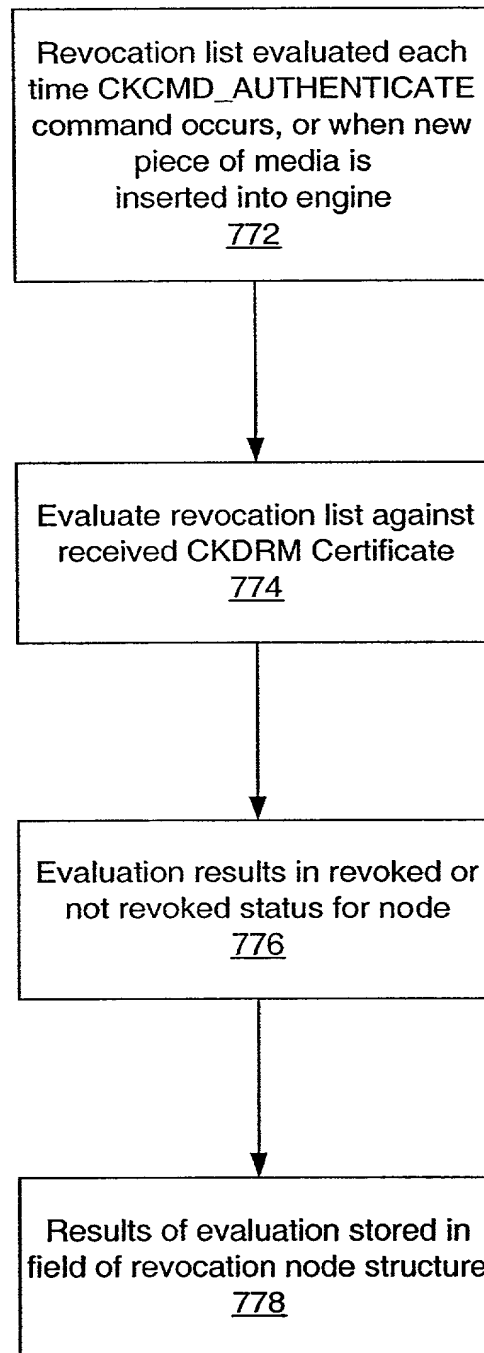 Revocation list evaluated each
time CKCMD_AUTHENTICATE
command occurs, or when new
piece of media is
inserted into engine
772
Evaluate revocation list against
received CKDRM Certificate
774
Evaluation results in revoked or
not revoked status for node
776
Results of evaluation stored in
field of revocation node structure
778